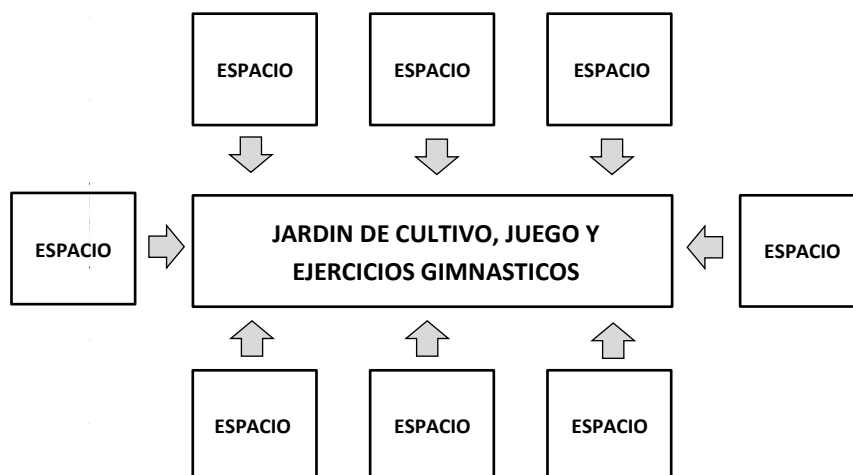 ESPACIO
ESPACIO
ESPACIO
ESPACIO
JARDIN DE CULTIVO, JUEGO Y
EJERCICIOS GIMNASTICOS
ESPACIO
ESPACIO
ESPACIO
ESPACIO